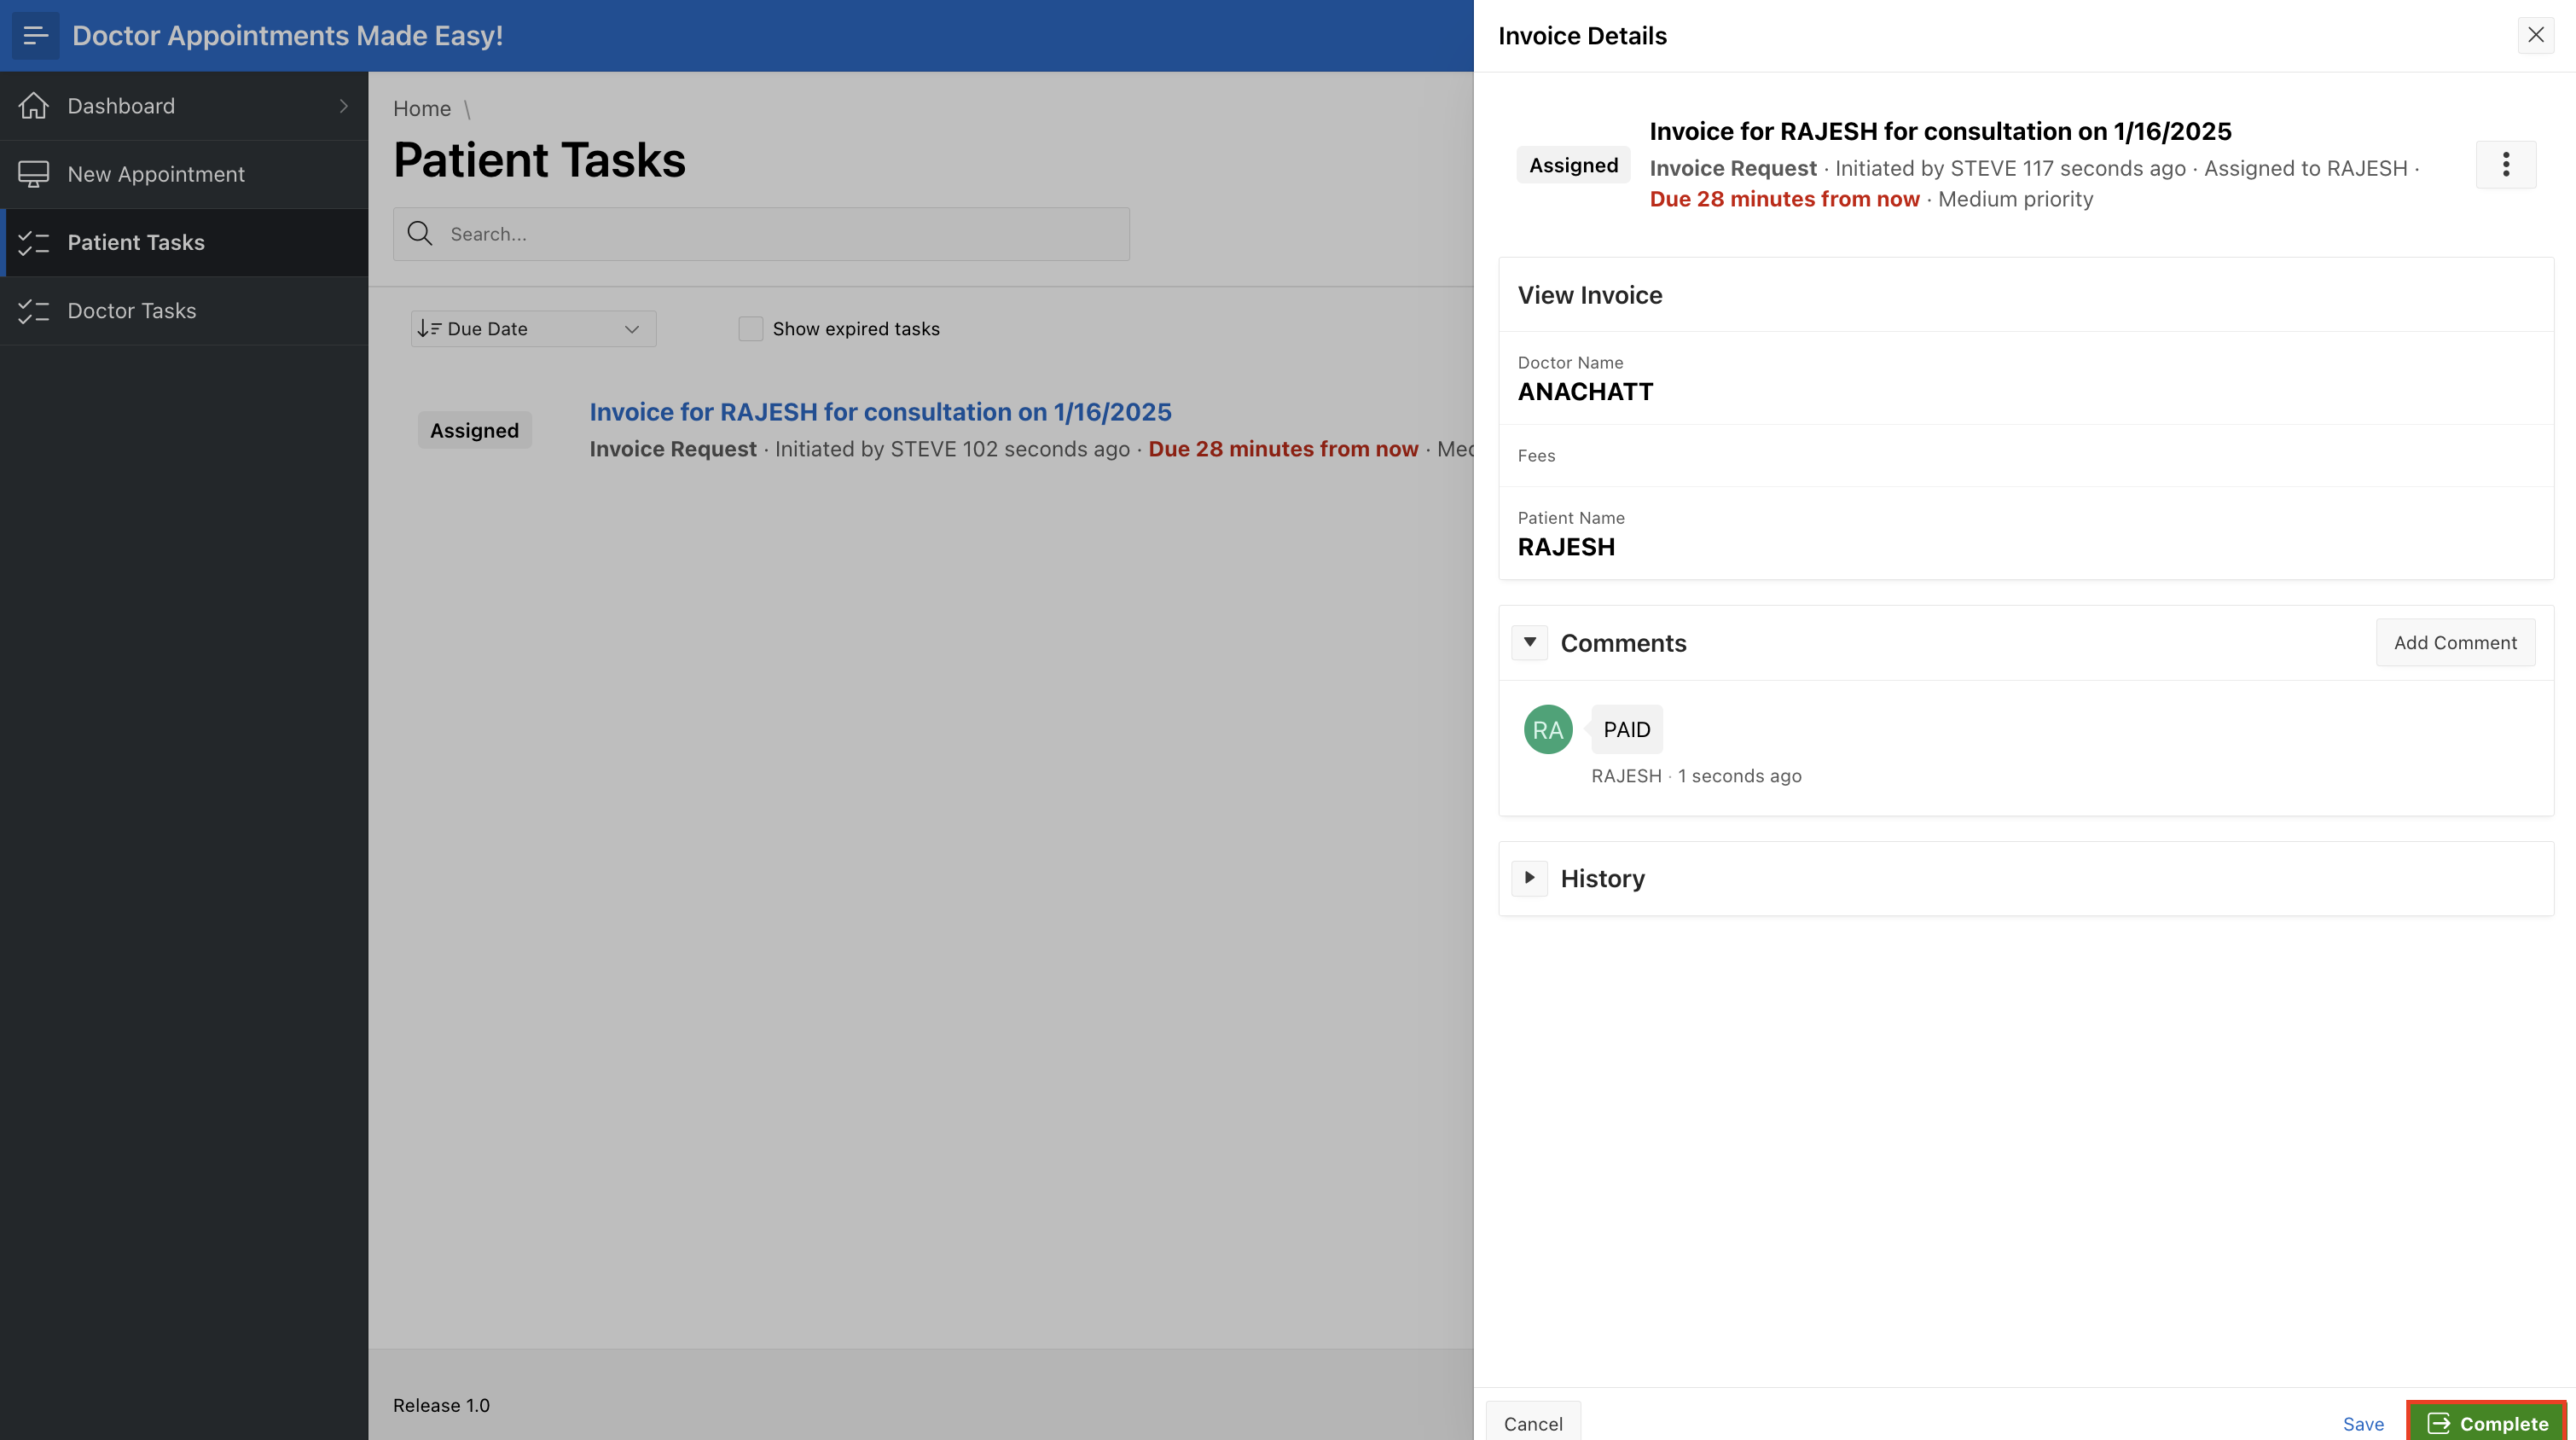 Doctor Appointments Made Easy!
Dashboard
New Appointment
Patient Tasks
Doctor Tasks
Home \
Patient Tasks
Search...
Due Date
Show expired tasks
Assigned
Invoice for RAJESH for consultation on 1/16/2025
Invoice Request · Initiated by STEVE 102 seconds ago · Due 28 minutes from now ·
Release 1.0
Invoice Details
Assigned
Invoice for RAJESH for consultation on 1/16/2025
Invoice Request · Initiated by STEVE 117 seconds ago · Assigned to RAJESH ·
Due 28 minutes from now · Medium priority
View Invoice
Doctor Name
ANACHATT
Fees
Patient Name
RAJESH
Comments
Add Comment
RA
PAID
RAJESH · 1 seconds ago
History
Cancel
Save
Complete